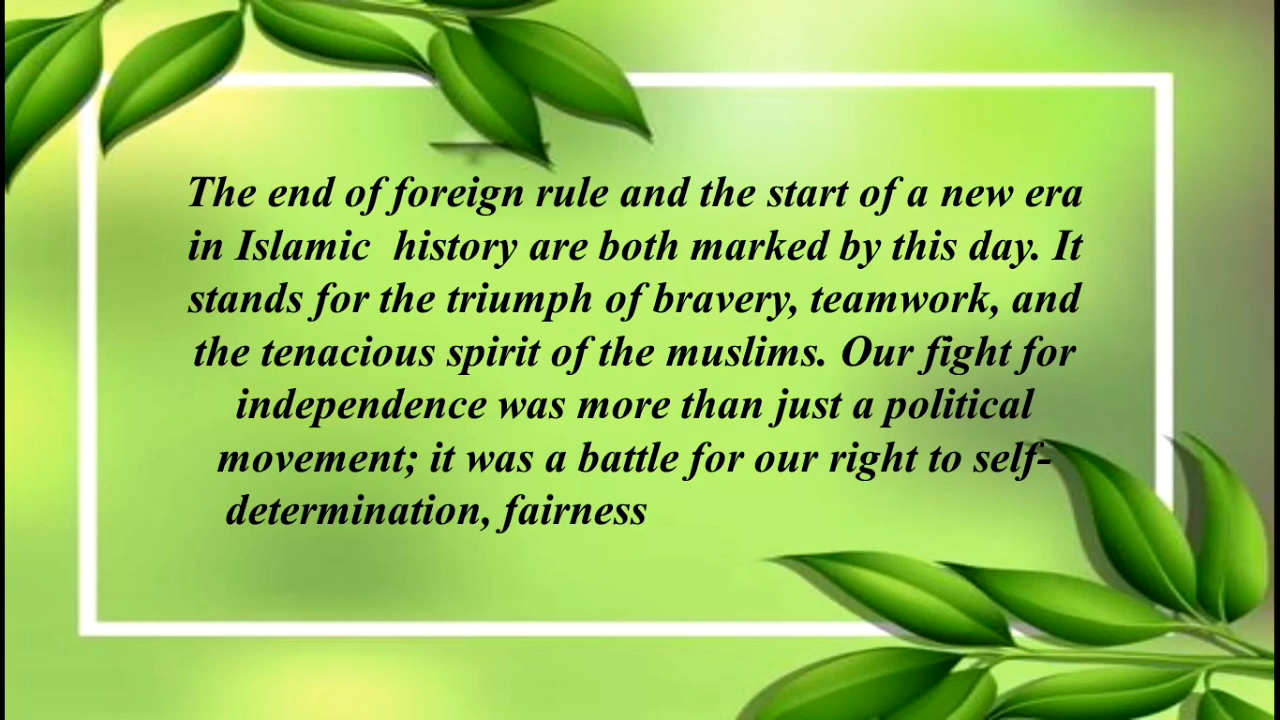 The end of foreign rule and the start of a new era
in Islamic  history are both marked by this day. It
stands for the triumph of bravery, teamwork, and
the tenacious spirit of the muslims. Our fight for
independence was more than just a political
movement; it was a battle for our right to self-
determination, fairness